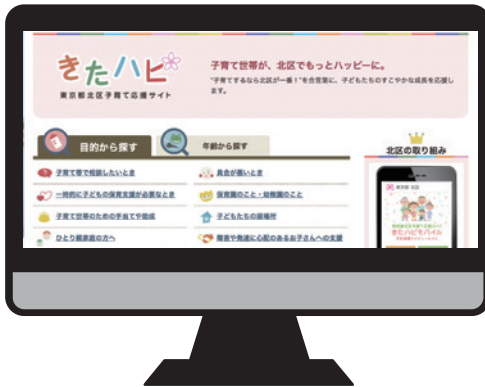 きたハピ
東京都北区子育て応援サイト
子育て世帯が、北区でもっとハッピーに。
"子育てするなら北区が一番！"を合言葉に、子どもたちのすこやかな成長を応援し
ます。
目的から探す
年齢から探す
北区の取り組み
子育て等で相談したいとき
具合が悪いとき
一時的に子どもの保育支援が必要なとき
保育園のこと・幼稚園のこと
子育て世帯のための手当てや助成
子どもたちの居場所
ひとり親家庭の方へ
障害や発達に心配のあるお子さんへの支援
東京都 北区
きたハピモバイル